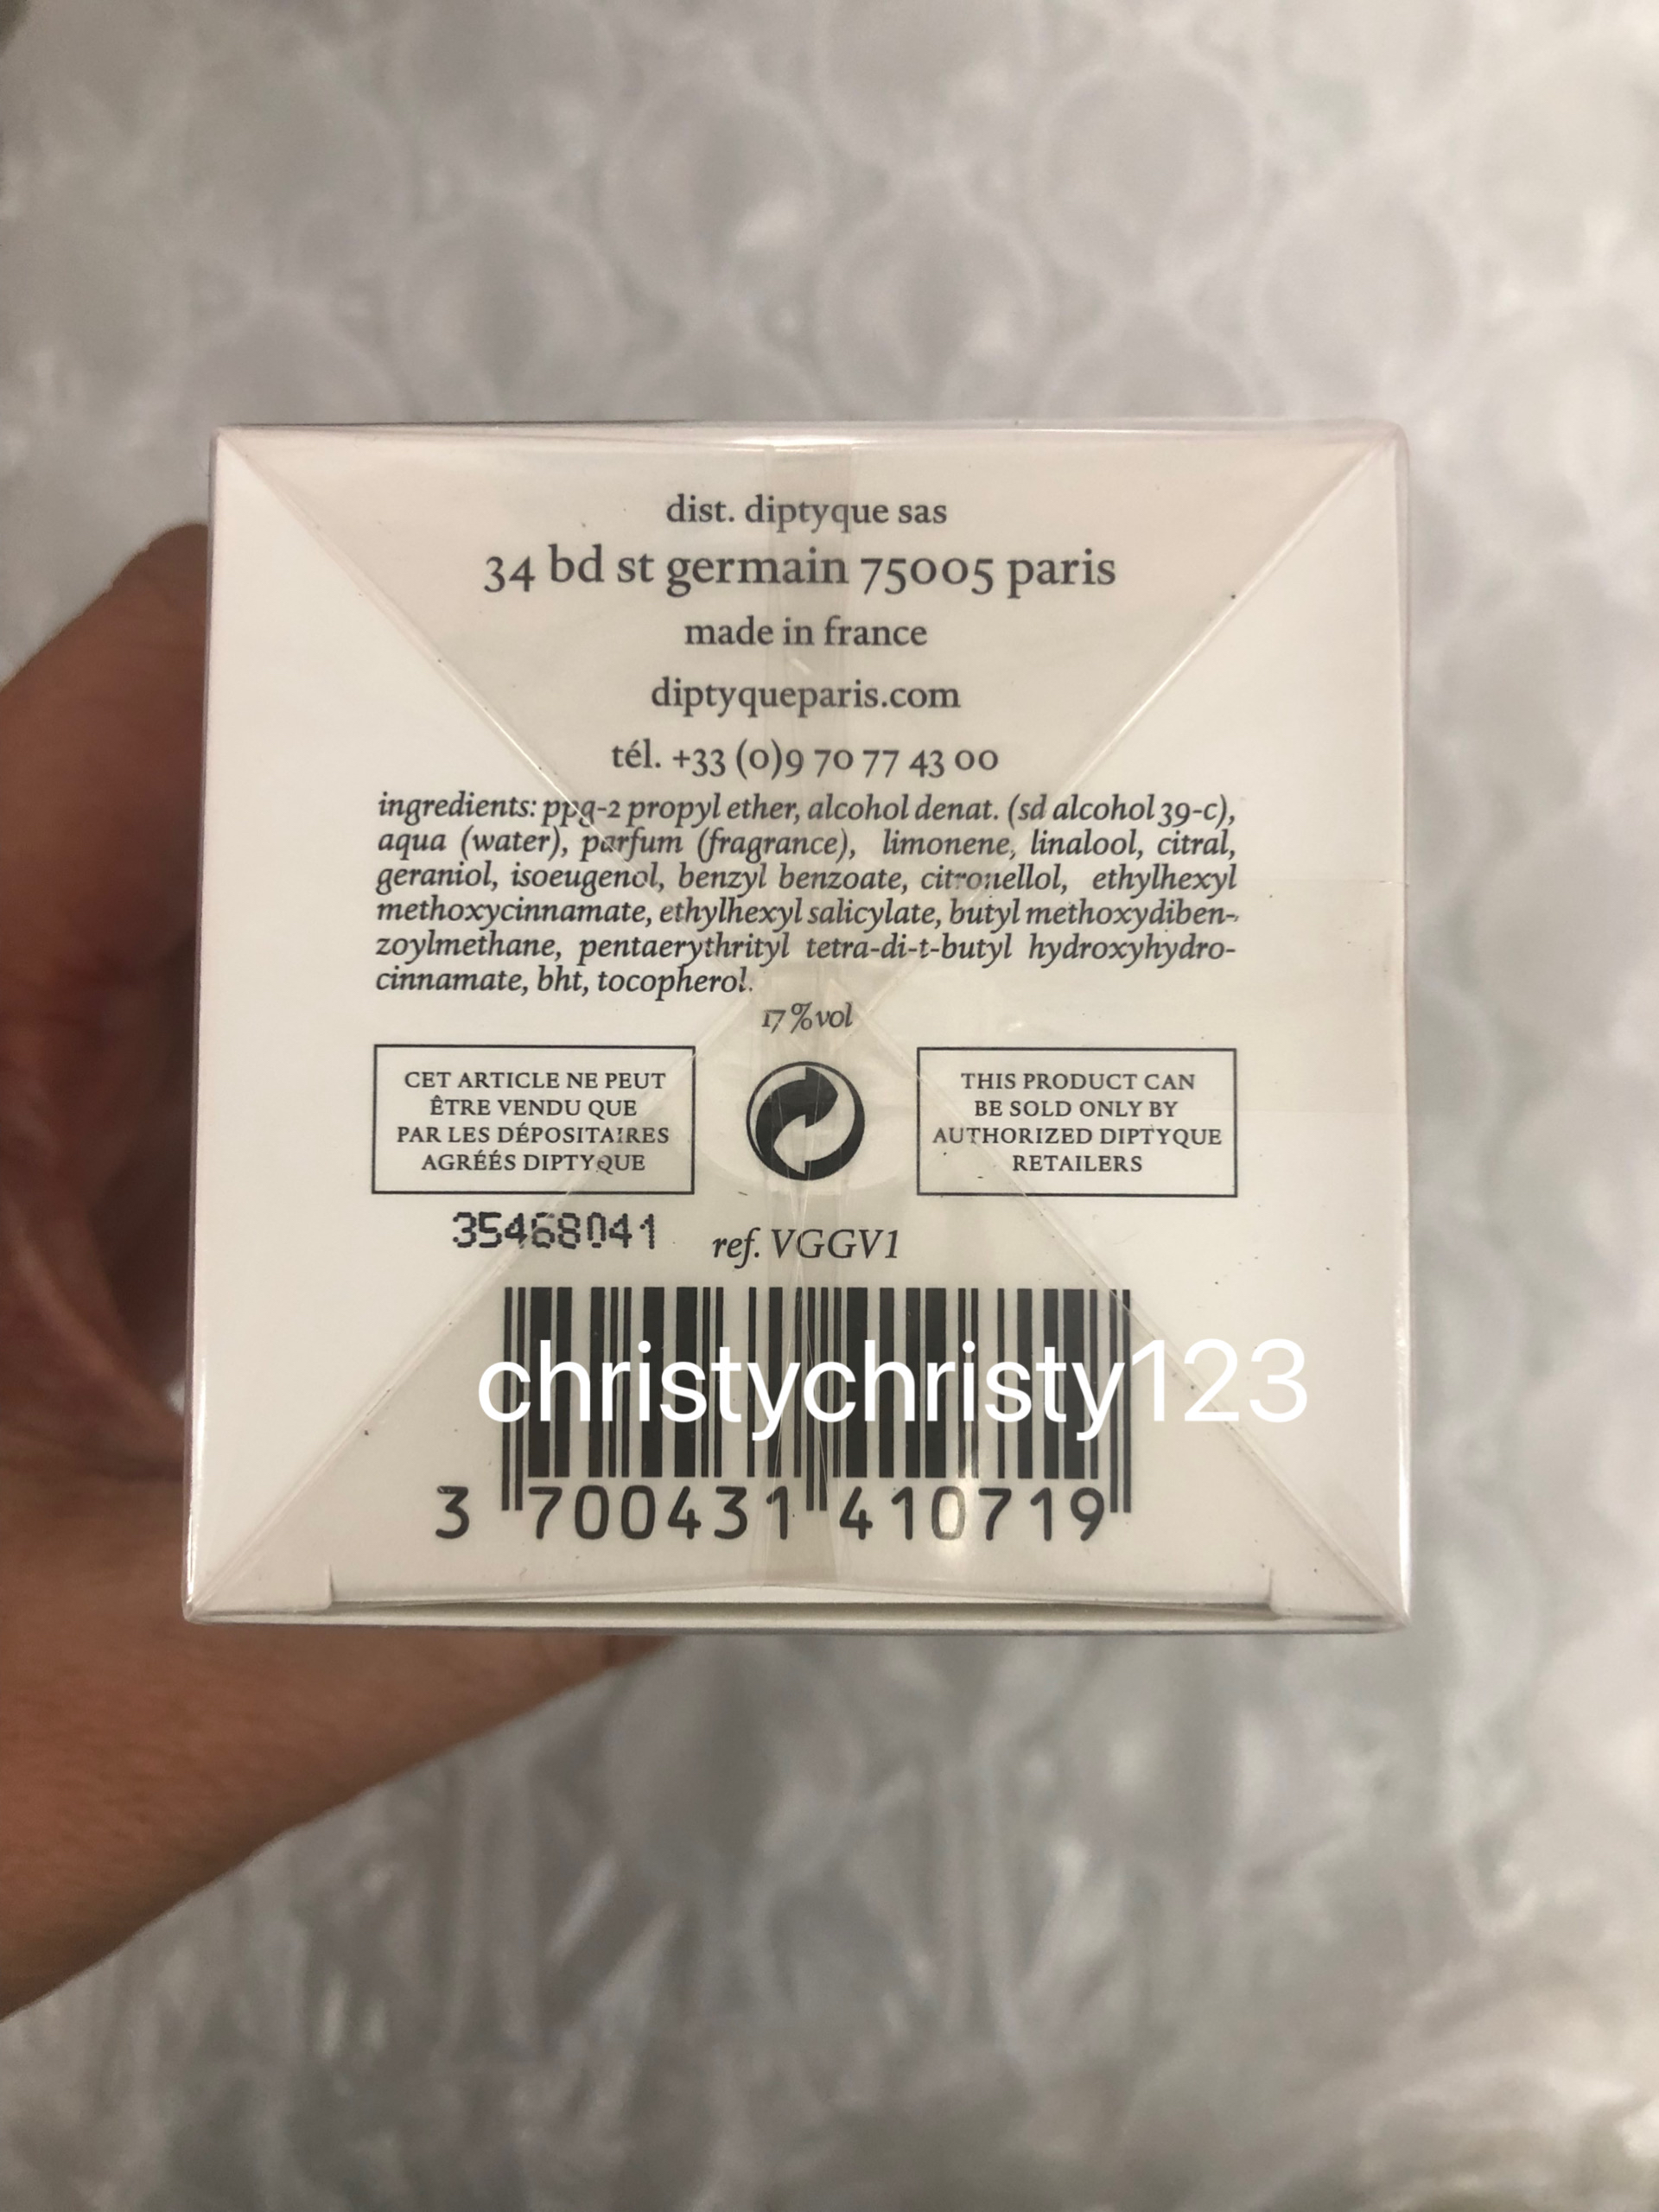 dist. diptyque sas
34 bd st germain 75005 paris
made in france
diptyqueparis.com
tél. +33 (0)9 70 77 43 00
ingredients: ppg-2 propyl ether, alcohol denat. (sd alcohol 39-c),
aqua (water), parfum (fragrance), limonene, linalool, citral,
geraniol, isoeugenol, benzyl benzoate, citronellol, ethylhexyl
methoxycinnamate, ethylhexyl salicylate, butyl methoxydiben-
zoylmethane, pentaerythrityl tetra-di-t-butyl hydroxyhydro-
cinnamate, bht, tocopherol.
17%vol
CET ARTICLE NE PEUT
ÊTRE VENDU QUE
PAR LES DÉPOSITAIRES
AGRÉÉS DIPTYQUE
THIS PRODUCT CAN
BE SOLD ONLY BY
AUTHORIZED DIPTYQUE
RETAILERS
35468041 ref. VGGV1
christychristy123
3 700431 410719